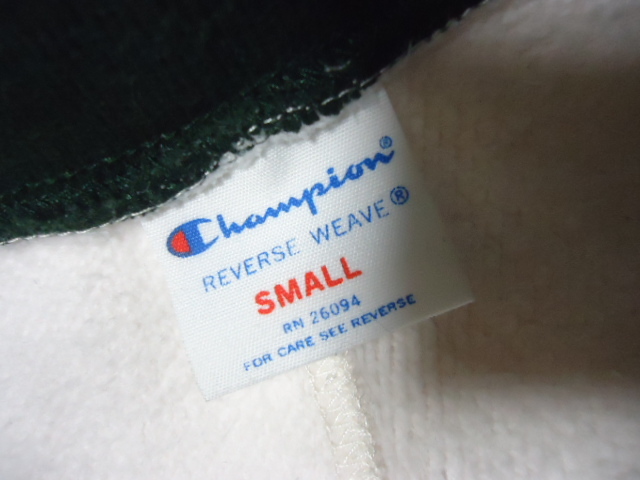 Champion®
REVERSE WEAVE®
SMALL
RN 26094
FOR CARE SEE REVERSE